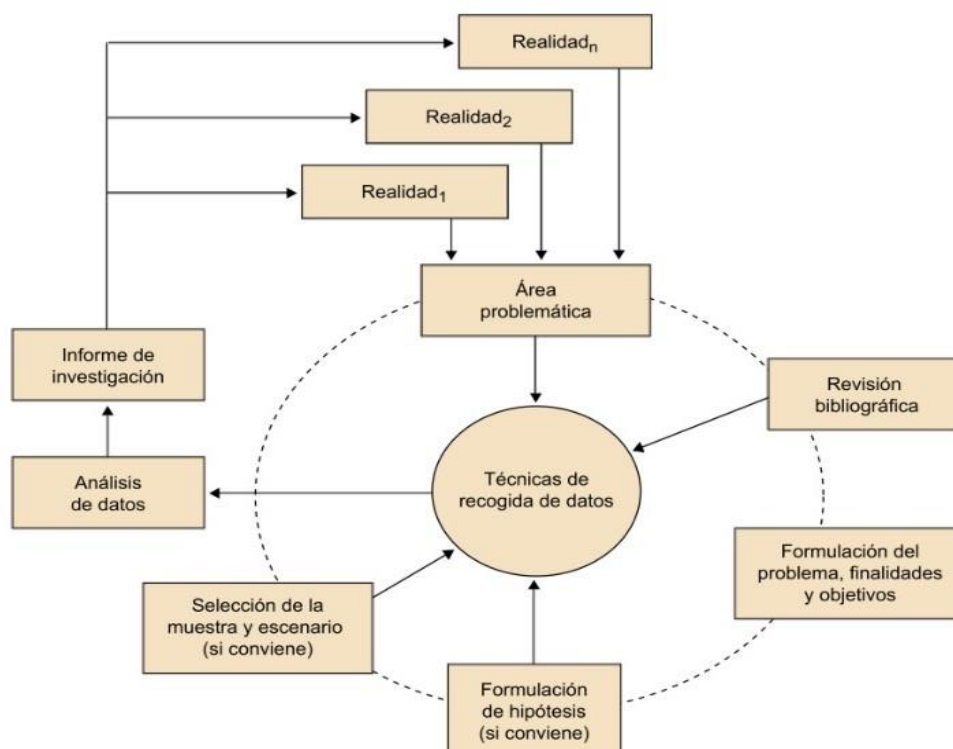 Realidadₙ
Realidad₂
Realidad₁
Área
problemática
Informe de
investigación
Revisión
bibliográfica
Análisis
de datos
Técnicas de
recogida de datos
Formulación del
problema, finalidades
y objetivos
Selección de la
muestra y escenario
(si conviene)
Formulación
de hipótesis
(si conviene)